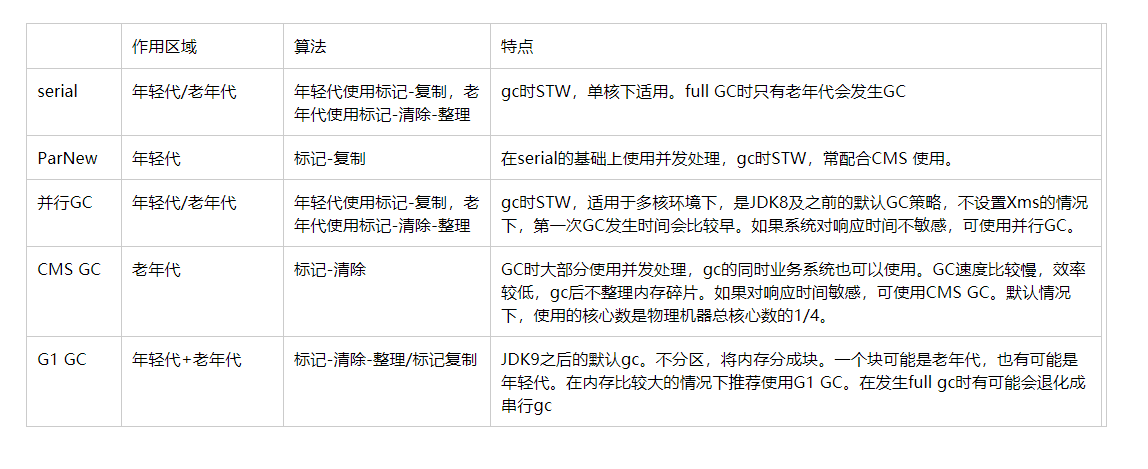 作用区域 算法 特点
serial 年轻代/老年代 年轻代使用标记-复制，老 gc时STW，单核下适用。full GC时只有老年代会发生GC
年代使用标记-清除-整理
ParNew 年轻代 标记-复制 在serial的基础上使用并发处理，gc时STW，常配合CMS 使用。
并行GC 年轻代/老年代 年轻代使用标记-复制，老 gc时STW，适用于多核环境下，是JDK8及之前的默认GC策略，不设置Xms的情况
年代使用标记-清除-整理 下，第一次GC发生时间会比较早。如果系统对响应时间不敏感，可使用并行GC。
CMS GC 老年代 标记-清除 GC时大部分使用并发处理，gc的同时业务系统也可以使用。GC速度比较慢，效率
较低，gc后不整理内存碎片。如果对响应时间敏感，可使用CMS GC。默认情况
下，使用的核心数是物理机器总核心数的1/4。
G1 GC 年轻代+老年代 标记-清除-整理/标记复制 JDK9之后的默认gc。不分区，将内存分成块。一个块可能是老年代，也有可能是
年轻代。在内存比较大的情况下推荐使用G1 GC。在发生full gc时有可能会退化成
串行gc